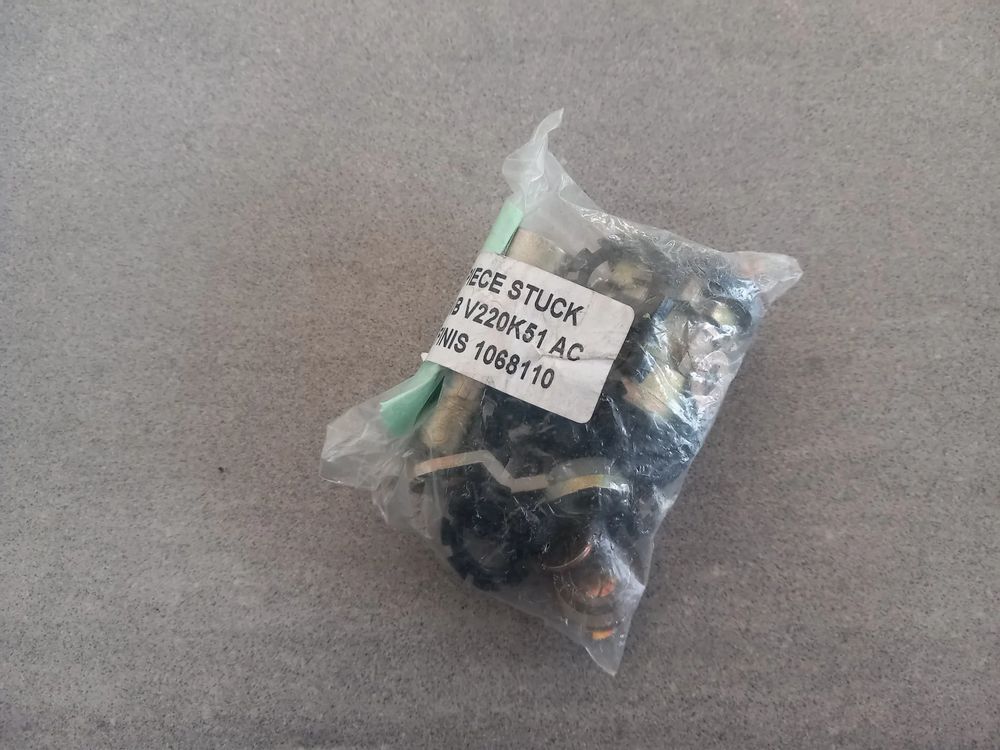 PIECE STUCK
B V220K51 AC
FINIS 1068110